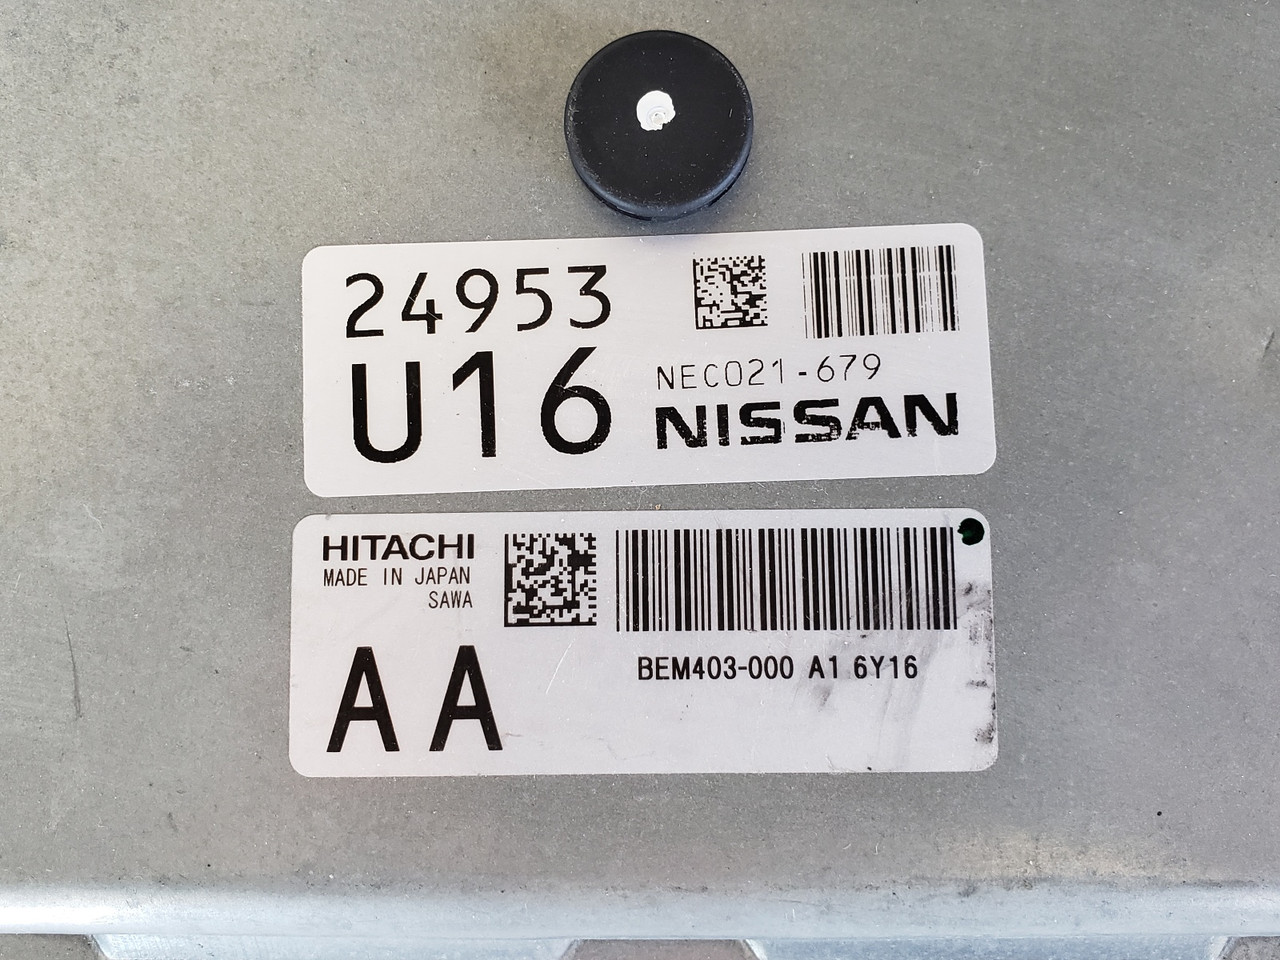 24953
U16
NEC021-679
NISSAN
HITACHI
MADE IN JAPAN
SAWA
AA
BEM403-000 A1 6Y16